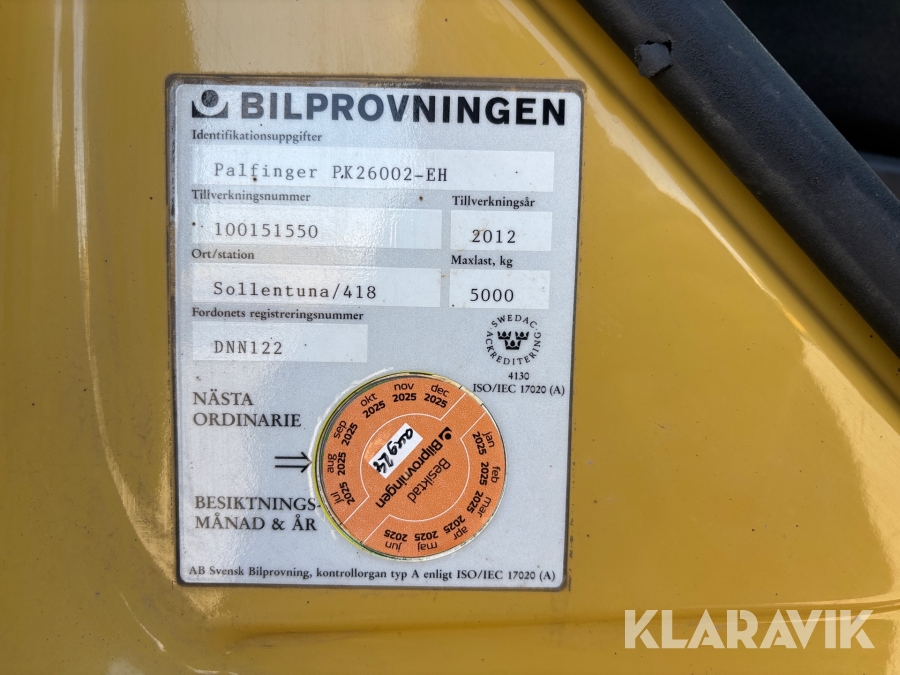 BILPROVNINGEN
Identifikationsuppgifter
Palfinger PK26002-EH
Tillverkningsnummer
Tillverkningsår
100151550
2012
Ort/station
Maxlast, kg
Sollentuna/418
5000
Fordonets registreringsnummer
DNN122
SWEDAC
ACKREDITERING
4130
ISO/IEC 17020 (A)
NÄSTA
ORDINARIE
⇒
BESIKTNINGS-
MÅNAD & ÅR
jan 2025
feb 2025
mar 2025
apr 2025
maj 2025
jun 2025
jul 2025
aug 2025
sep 2025
okt 2025
nov 2025
dec 2025
Besiktad
Bilprovningen
aug 24
AB Svensk Bilprovning, kontrollorgan typ A enligt ISO/IEC 17020 (A)
KLARAVIK